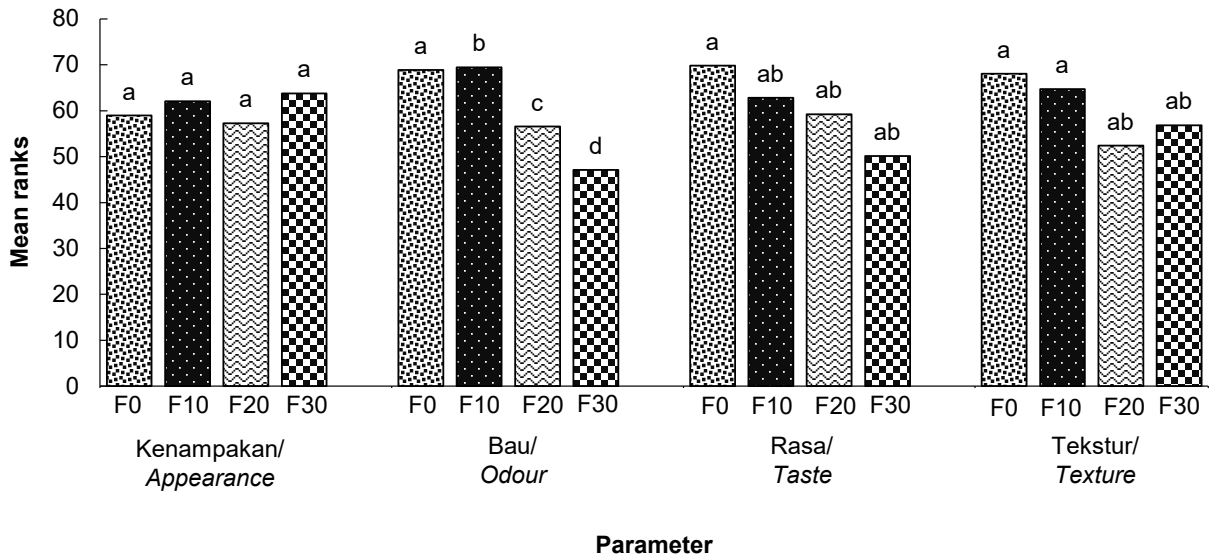 80
70
60
50
40
30
20
10
0
Mean ranks
a a a a
a b c d
a ab ab ab
a a ab ab
F0 F10 F20 F30
F0 F10 F20 F30
F0 F10 F20 F30
F0 F10 F20 F30
Kenampakan/
Appearance
Bau/
Odour
Rasa/
Taste
Tekstur/
Texture
Parameter